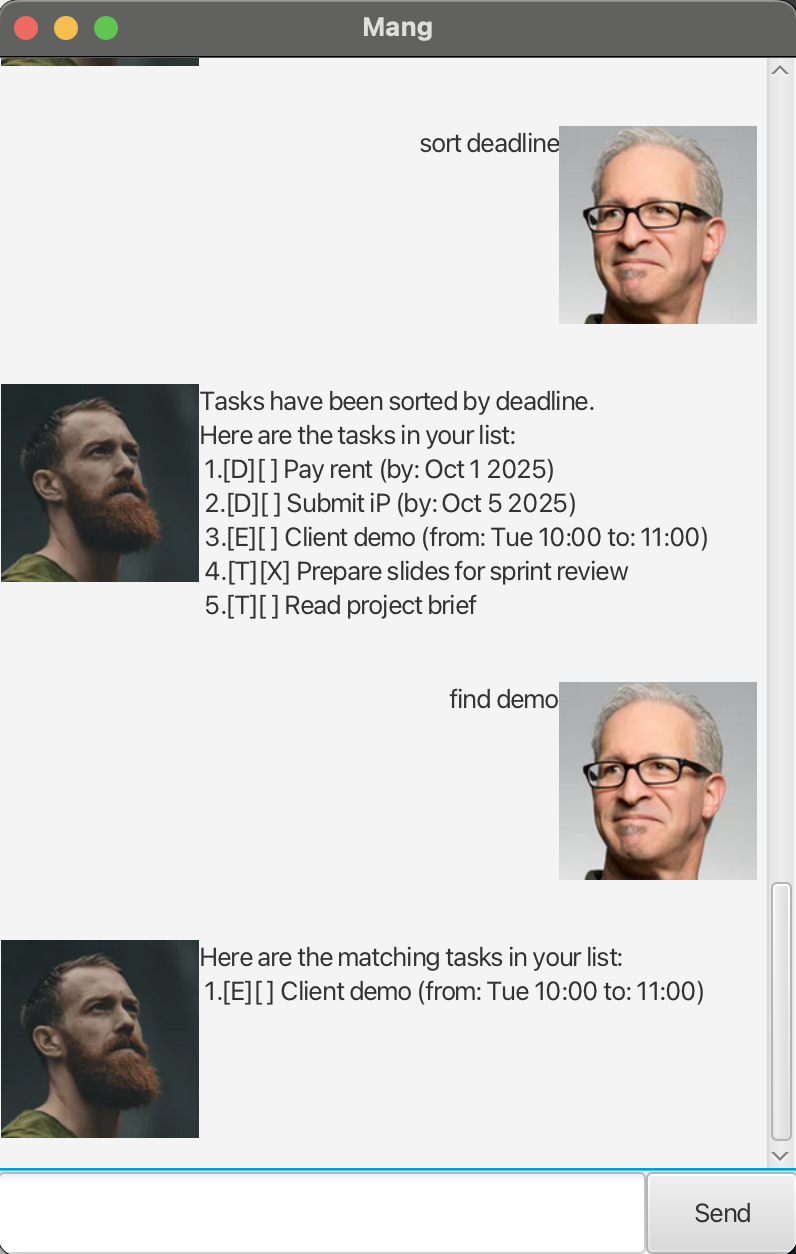 Mang
sort deadline
Tasks have been sorted by deadline.
Here are the tasks in your list:
1.[D][ ] Pay rent (by: Oct 1 2025)
2.[D][ ] Submit iP (by: Oct 5 2025)
3.[E][ ] Client demo (from: Tue 10:00 to: 11:00)
4.[T][X] Prepare slides for sprint review
5.[T][ ] Read project brief
find demo
Here are the matching tasks in your list:
1.[E][ ] Client demo (from: Tue 10:00 to: 11:00)
Send